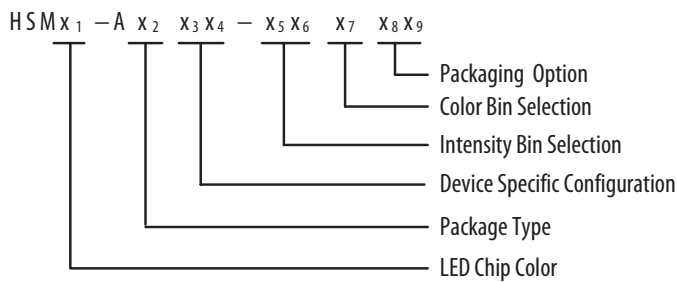 HSMx1 –A x2 x3x4 – x5x6 x7 x8x9
Packaging Option
Color Bin Selection
Intensity Bin Selection
Device Specific Configuration
Package Type
LED Chip Color